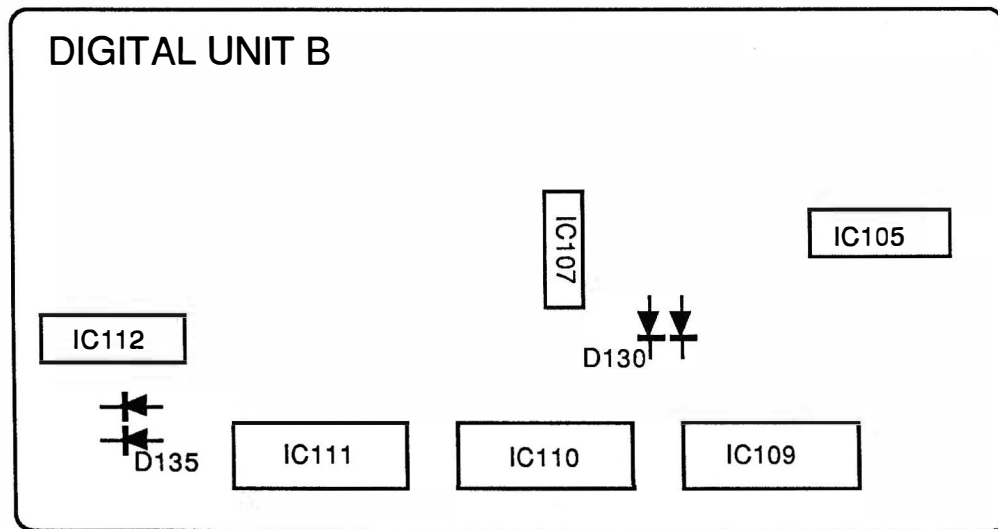 DIGITAL UNIT B
IC107
IC105
IC112
D130
D135
IC111
IC110
IC109